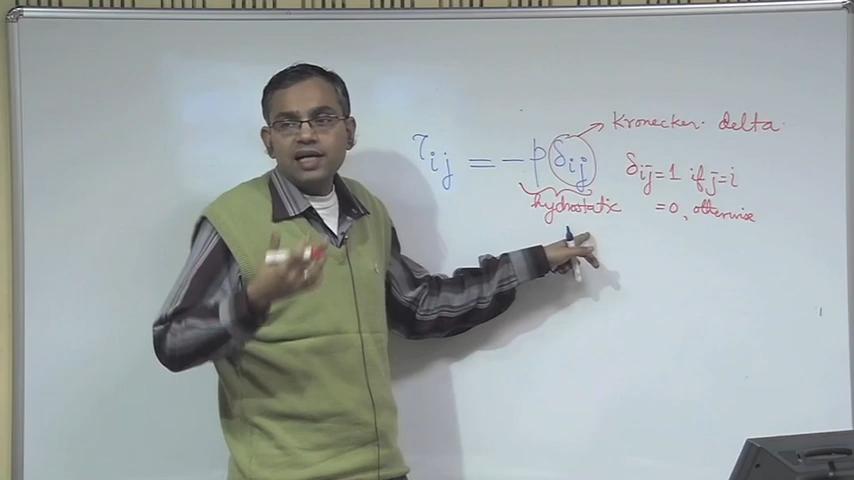 Kronecker delta
τij = - p δij
δij = 1 if j = i
hydrostatic
= 0, otherwise